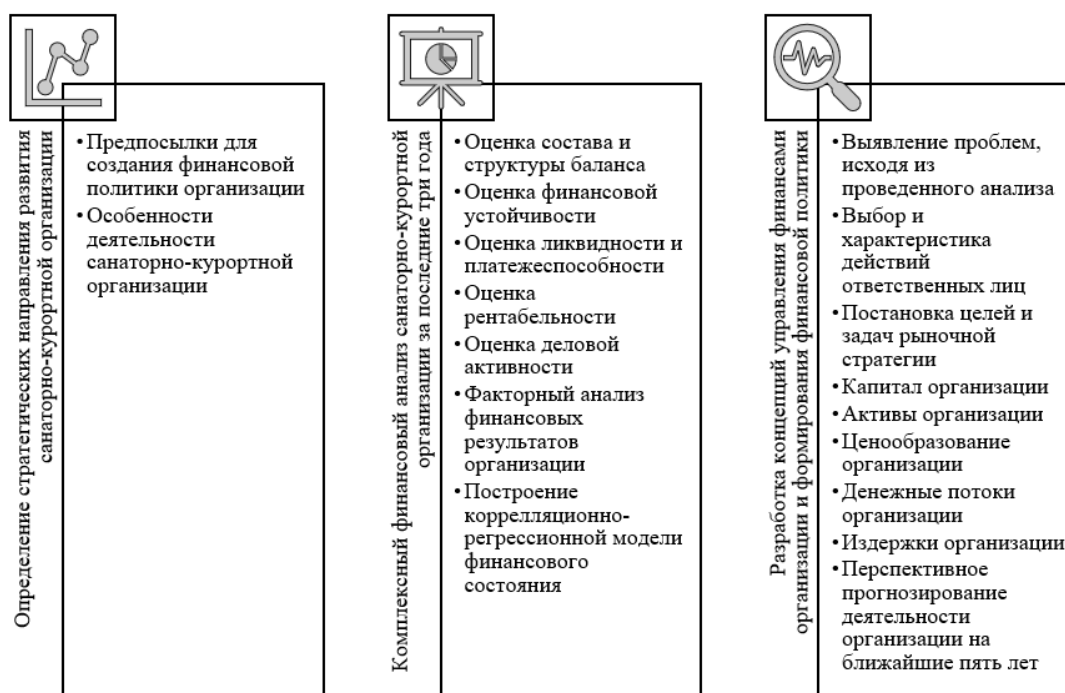 Определение стратегических направления развития
санаторно-курортной организации
•Предпосылки для
создания финансовой
политики организации
•Особенности
деятельности
санаторно-курортной
организации
Комплексный финансовый анализ санаторно-курортной
организации за последние три года
•Оценка состава и
структуры баланса
•Оценка финансовой
устойчивости
•Оценка ликвидности и
платежеспособности
•Оценка
рентабельности
•Оценка деловой
активности
•Факторный анализ
финансовых
результатов
организации
•Построение
корреляционно-
регрессионной модели
финансового
состояния
Разработка концепций управления финансами
организации и формирования финансовой политики
•Выявление проблем,
исходя из
проведенного анализа
•Выбор и
характеристика
действий
ответственных лиц
•Постановка целей и
задач рыночной
стратегии
•Капитал организации
•Активы организации
•Ценообразование
организации
•Денежные потоки
организации
•Издержки организации
•Перспективное
прогнозирование
деятельности
организации на
ближайшие пять лет